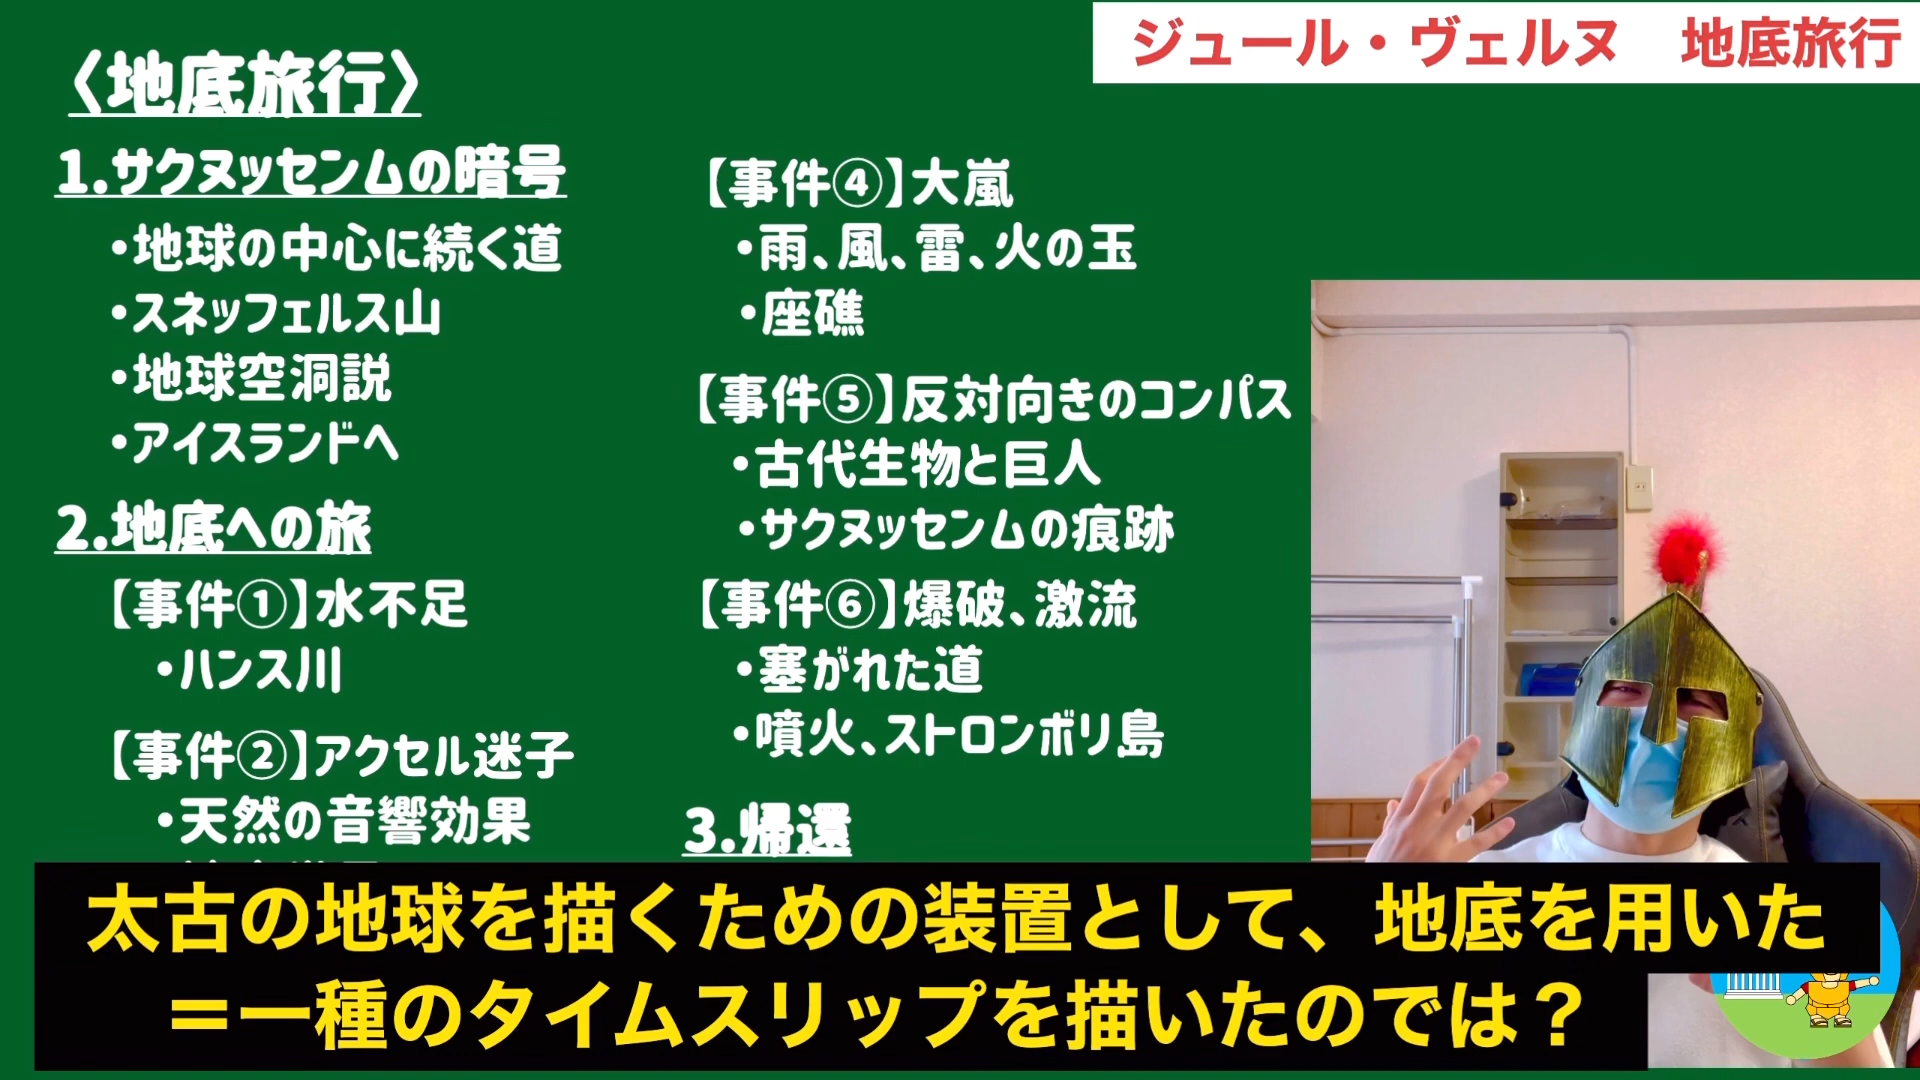 ジュール・ヴェルヌ　地底旅行
〈地底旅行〉
1.サクヌッセンムの暗号
・地球の中心に続く道
・スネッフェルス山
・地球空洞説
・アイスランドへ
2.地底への旅
【事件①】水不足
・ハンス川
【事件②】アクセル迷子
・天然の音響効果
【事件④】大嵐
・雨、風、雷、火の玉
・座礁
【事件⑤】反対向きのコンパス
・古代生物と巨人
・サクヌッセンムの痕跡
【事件⑥】爆破、激流
・塞がれた道
・噴火、ストロンボリ島
3.帰還
太古の地球を描くための装置として、地底を用いた
＝一種のタイムスリップを描いたのでは？